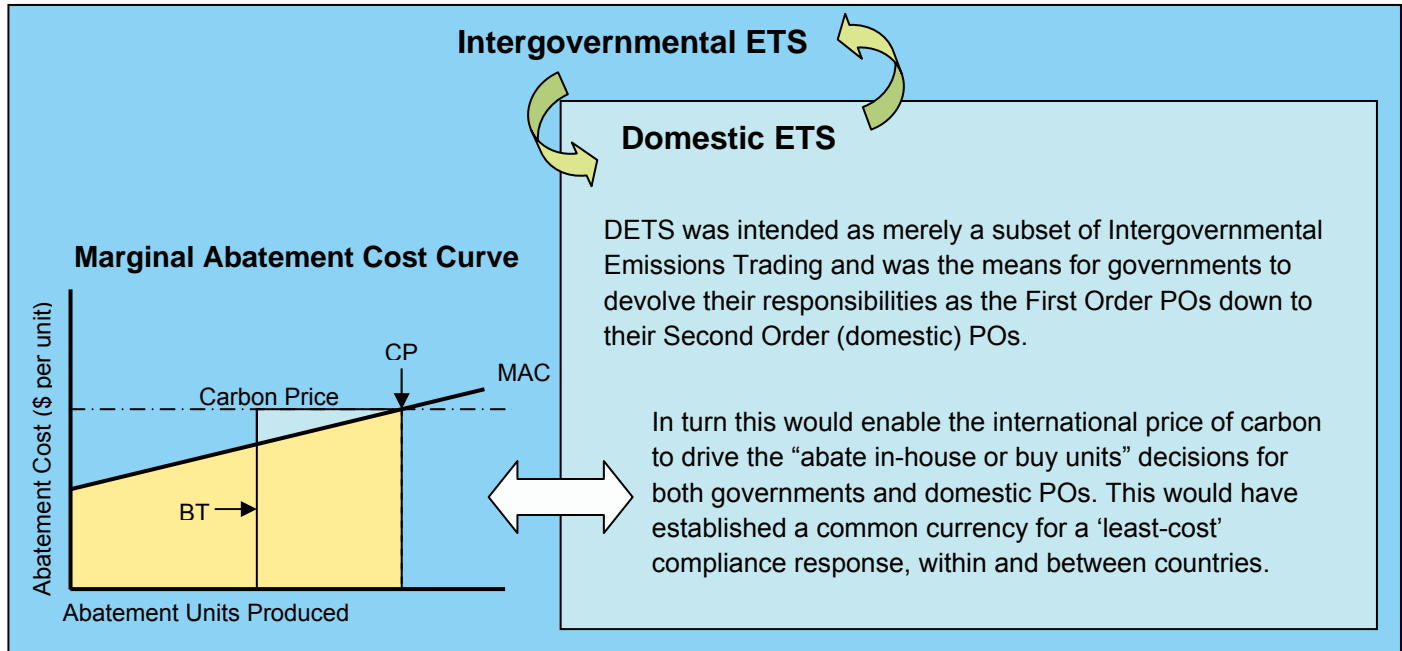 Intergovernmental ETS
Domestic ETS
DETS was intended as merely a subset of Intergovernmental
Emissions Trading and was the means for governments to
devolve their responsibilities as the First Order POs down to
their Second Order (domestic) POs.
In turn this would enable the international price of carbon
to drive the “abate in-house or buy units” decisions for
both governments and domestic POs. This would have
established a common currency for a ‘least-cost’
compliance response, within and between countries.
Marginal Abatement Cost Curve
Abatement Cost ($ per unit)
CP
MAC
Carbon Price
BT
Abatement Units Produced